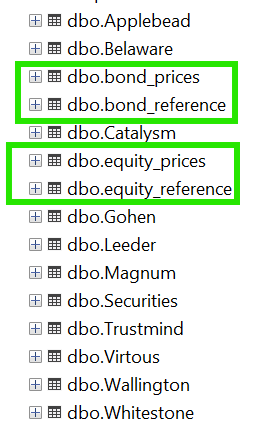 dbo.Applebead
dbo.Belaware
dbo.bond_prices
dbo.bond_reference
dbo.Catalysm
dbo.equity_prices
dbo.equity_reference
dbo.Gohen
dbo.Leeder
dbo.Magnum
dbo.Securities
dbo.Trustmind
dbo.Virtous
dbo.Wallington
dbo.Whitestone